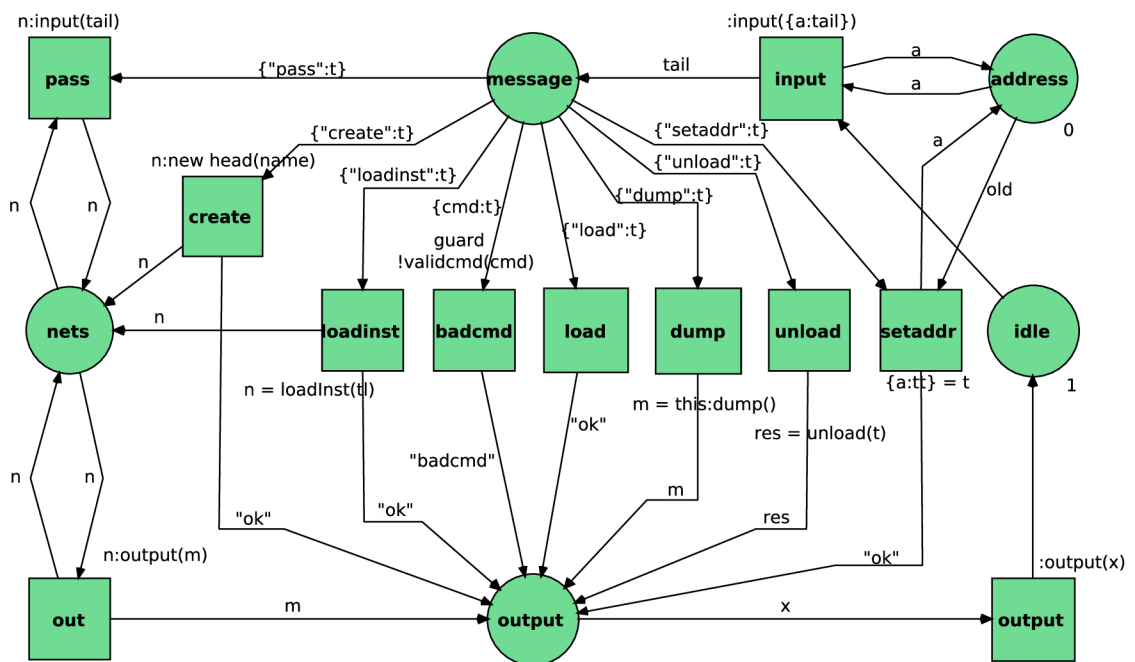 n:input(tail)
:input({a:tail})
pass
{"pass":t}
message
tail
input
a
a
address
0
{"create":t}
{"setaddr":t}
a
n:new head(name)
{"loadinst":t}
{"unload":t}
old
n
n
create
{cmd:t}
{"dump":t}
{"load":t}
guard
!validcmd(cmd)
n
nets
n
loadinst
badcmd
load
dump
unload
setaddr
idle
n = loadInst(tl)
{a:tt} = t
1
m = this:dump()
"ok"
res = unload(t)
"badcmd"
n
n
m
"ok"
"ok"
res
n:output(m)
"ok"
:output(x)
out
m
output
x
output